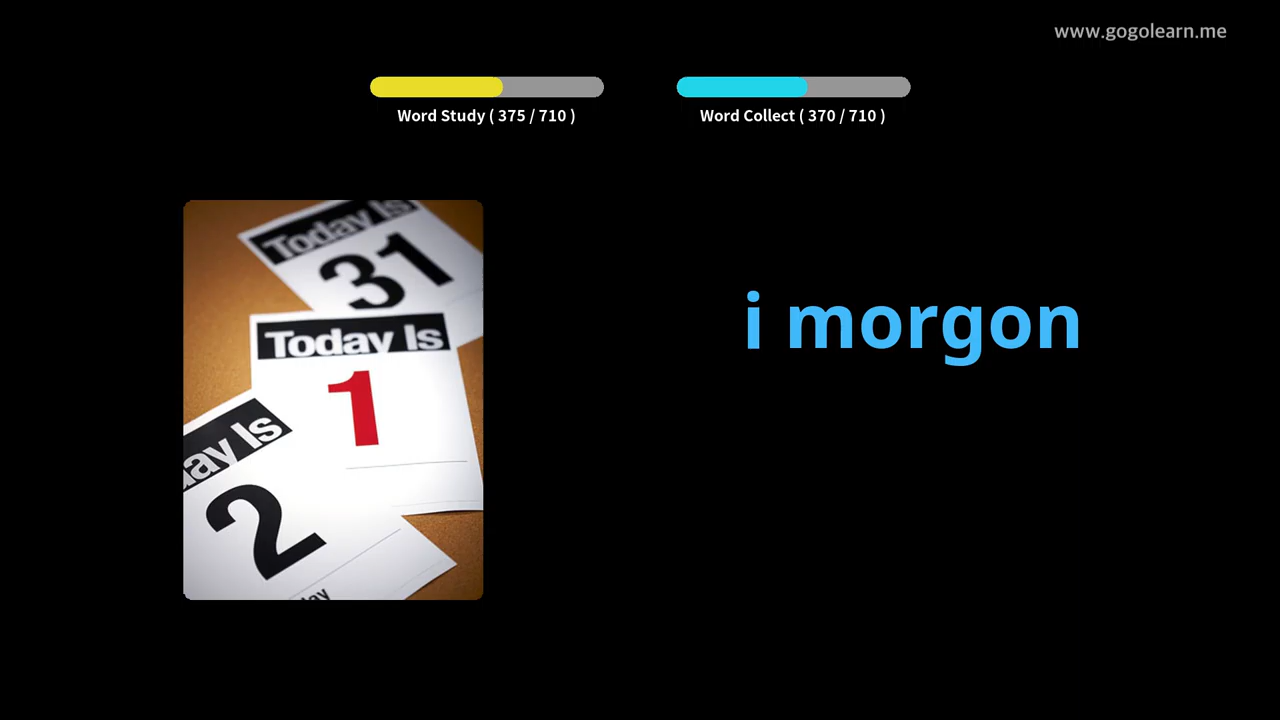 www.gogolearn.me
Word Study ( 375 / 710 )
Word Collect ( 370 / 710 )
Today Is
31
Today Is
1
i morgon
ay Is
2
day